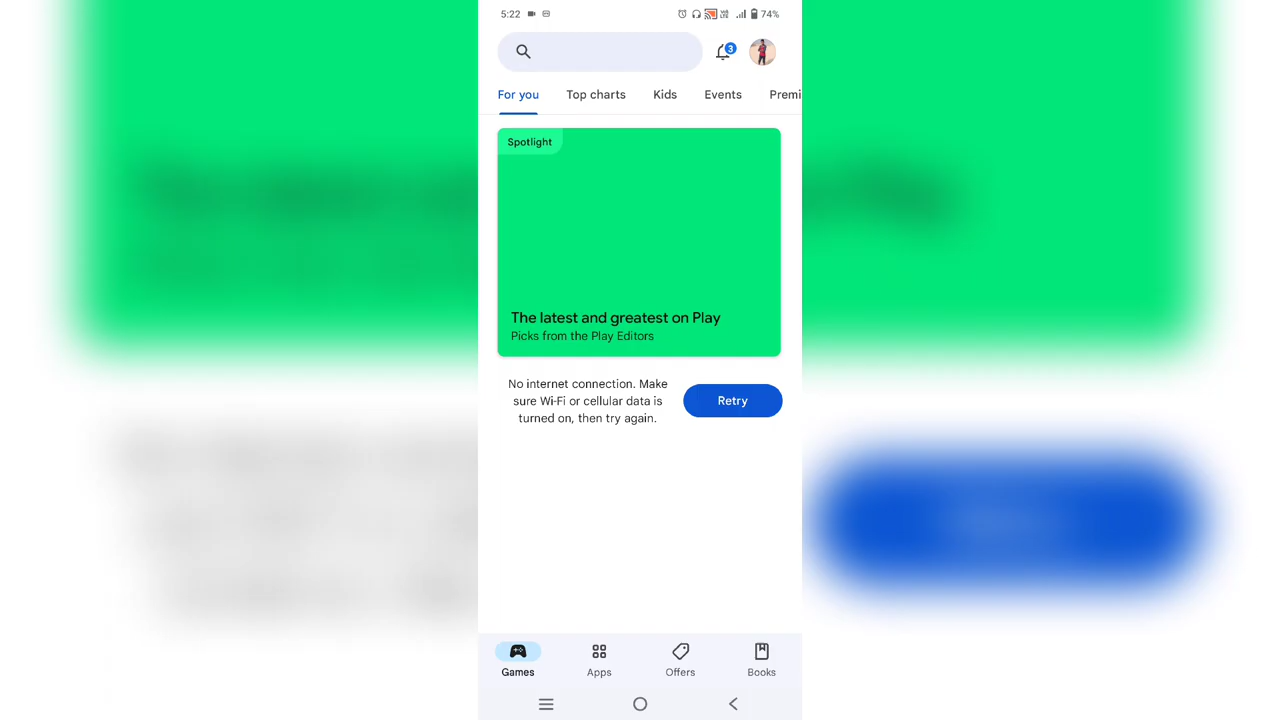 5:22
74%
3
For you Top charts Kids Events Premi
Spotlight
The latest and greatest on Play
Picks from the Play Editors
No internet connection. Make
sure Wi-Fi or cellular data is
turned on, then try again.
Retry
Games Apps Offers Books